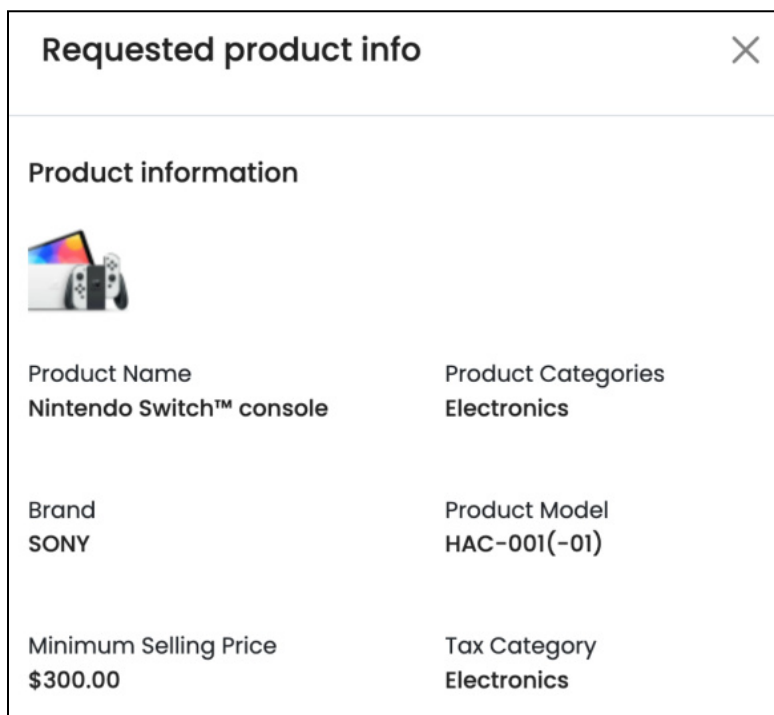 Requested product info
Product information
Product Name
Nintendo Switch™ console
Product Categories
Electronics
Brand
SONY
Product Model
HAC-001(-01)
Minimum Selling Price
$300.00
Tax Category
Electronics